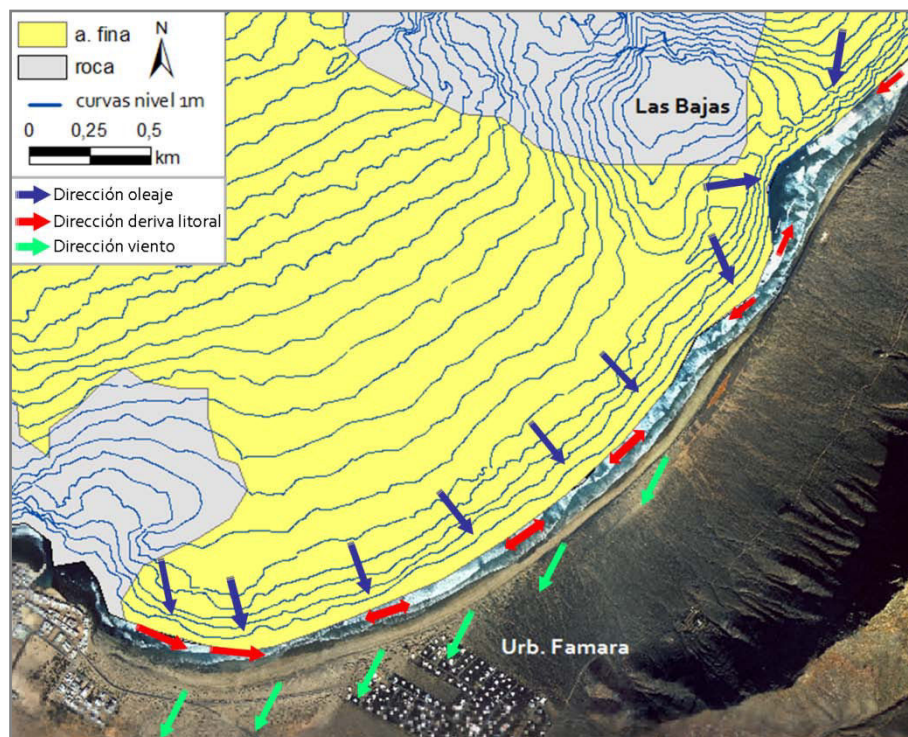 a. fina
N
roca
curvas nivel 1m
0 0,25 0,5
km
Dirección oleaje
Dirección deriva litoral
Dirección viento
Las Bajas
Urb. Famara